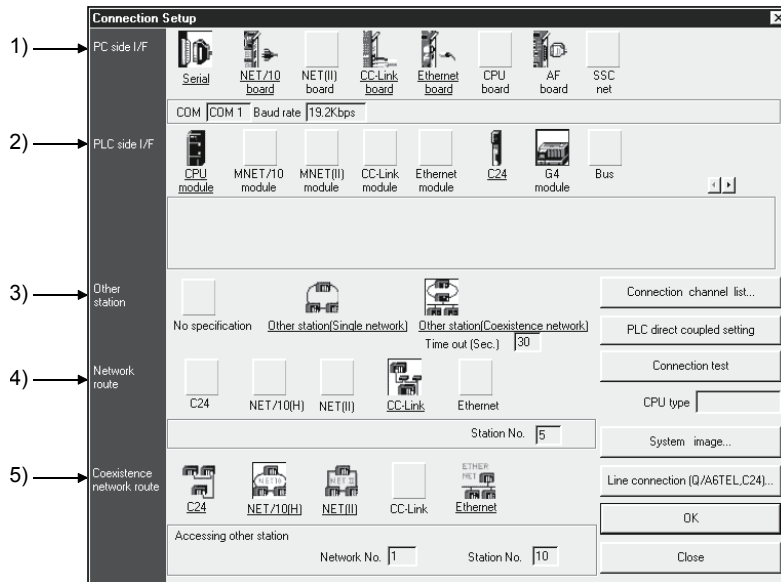 Connection Setup
1)
PC side I/F
Serial
NET/10 board
NET(II) board
CC-Link board
Ethernet board
CPU board
AF board
SSC net
COM COM 1 Baud rate 19.2Kbps
2)
PLC side I/F
CPU module
MNET/10 module
MNET(II) module
CC-Link module
Ethernet module
C24
G4 module
Bus
3)
Other station
No specification
Other station(Single network)
Other station(Coexistence network)
Time out (Sec.) 30
Connection channel list...
PLC direct coupled setting
4)
Network route
C24
NET/10(H)
NET(II)
CC-Link
Ethernet
Station No. 5
Connection test
CPU type
System image...
5)
Coexistence network route
C24
NET/10
NET/10(H)
NET II
NET(II)
CC-Link
ETHER NET
Ethernet
Line connection (Q/A6TEL,C24)...
Accessing other station
Network No. 1 Station No. 10
OK
Close